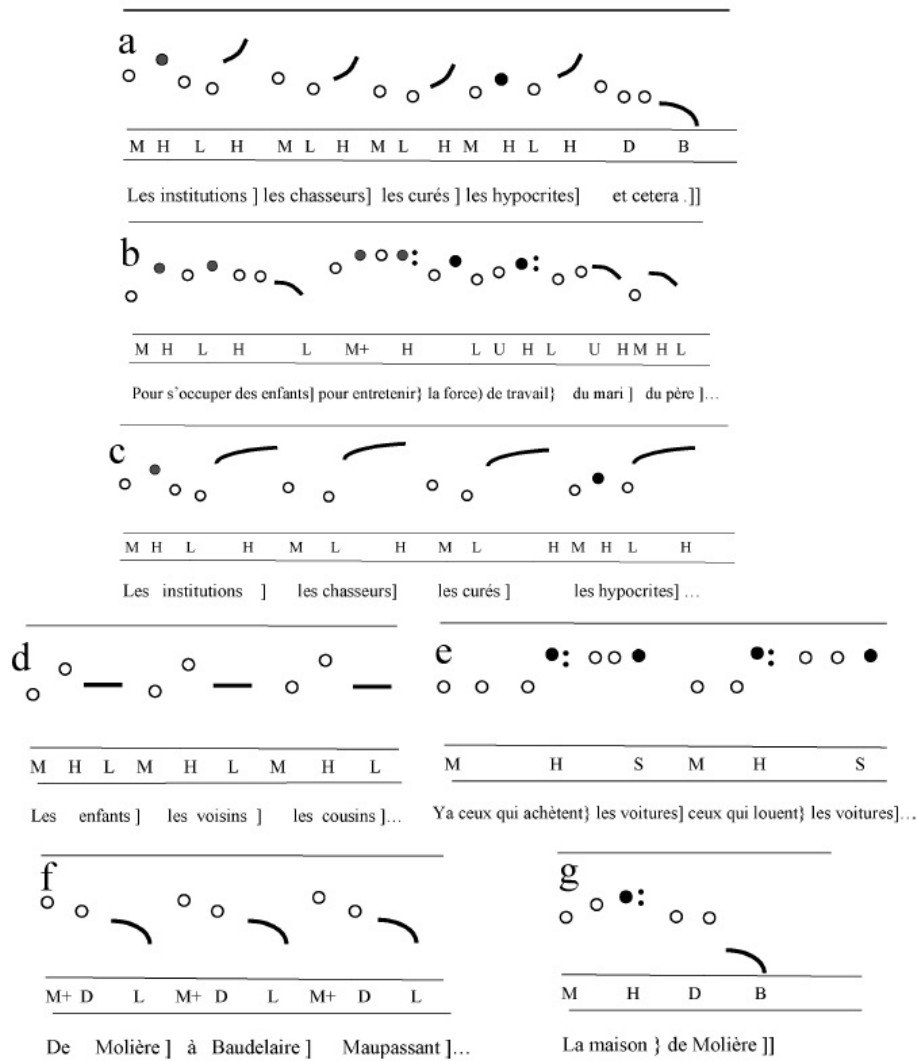 a
M H L H M L H M L H M H L H D B
Les institutions ] les chasseurs] les curés ] les hypocrites] et cetera .]]
b
M H L H L M+ H L U H L U H M H L
Pour s’occuper des enfants] pour entretenir} la force) de travail} du mari ] du père ]…
c
M H L H M L H M L H M H L H
Les institutions ] les chasseurs] les curés ] les hypocrites] …
d
M H L M H L M H L
Les enfants ] les voisins ] les cousins ]…
e
M H S M H S
Ya ceux qui achètent} les voitures] ceux qui louent} les voitures]…
f
M+ D L M+ D L M+ D L
De Molière ] à Baudelaire ] Maupassant ]…
g
M H D B
La maison } de Molière ]]